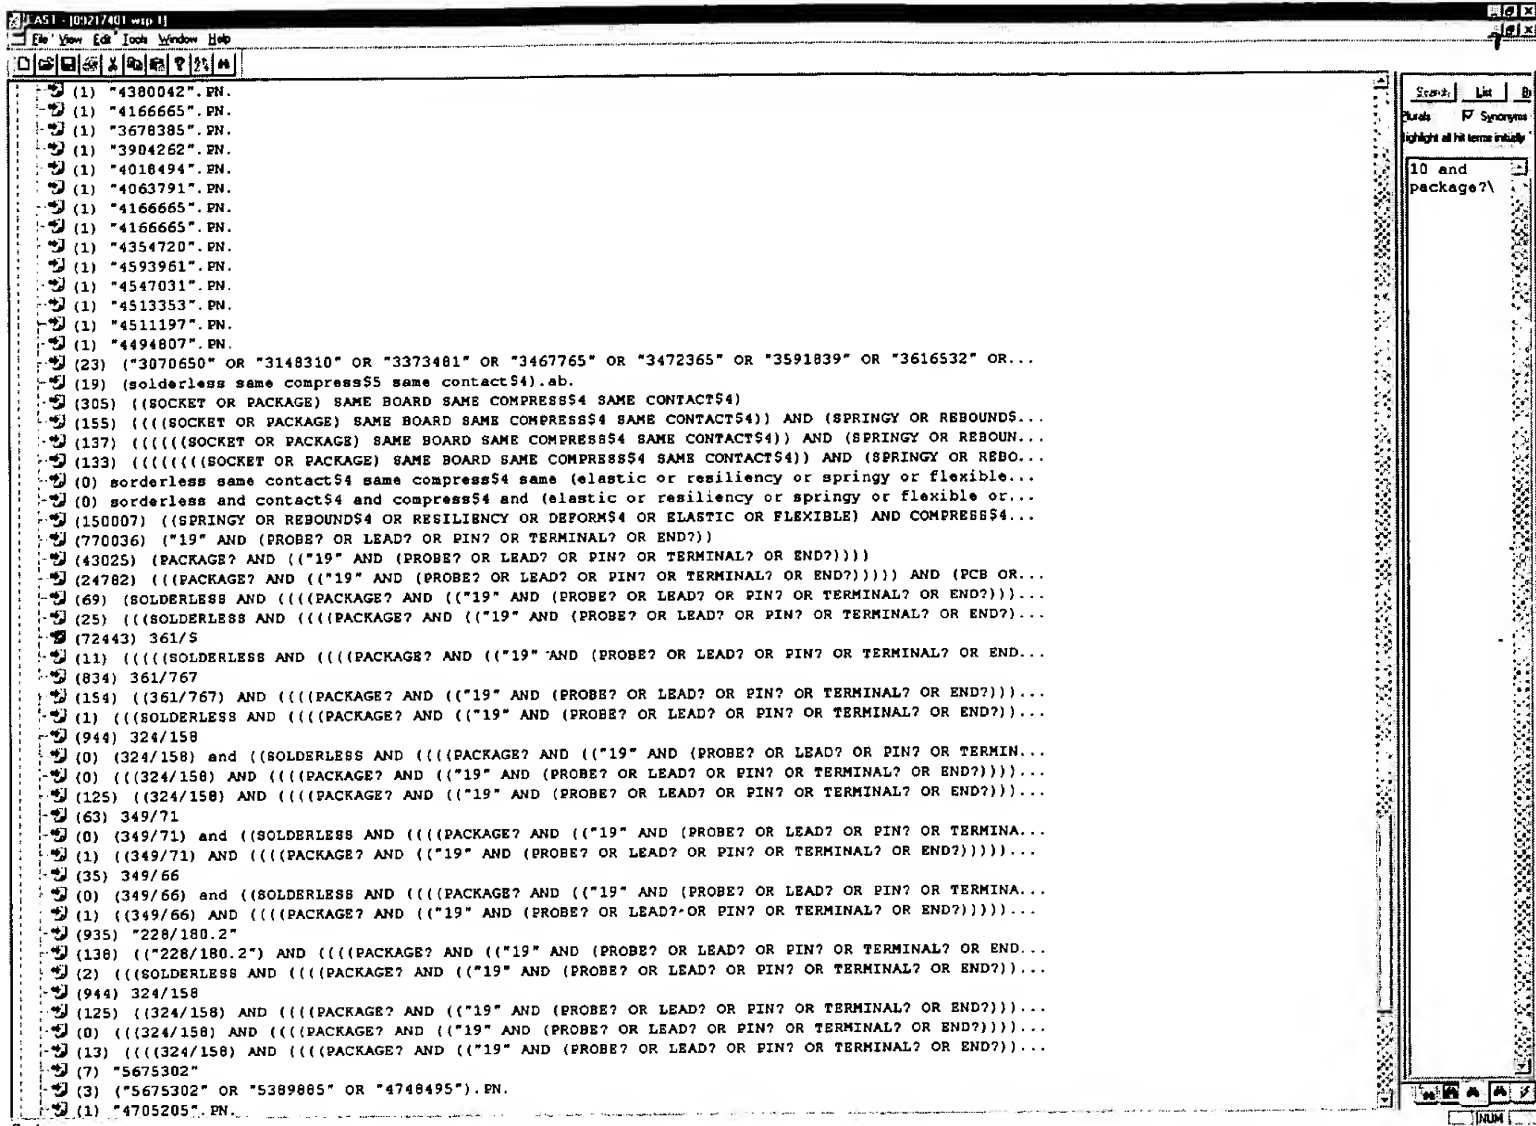 EAST - [09217401 wsp 1]
File View Edit Tools Window Help
(1) "4380042".PN.
(1) "4166665".PN.
(1) "3678385".PN.
(1) "3904262".PN.
(1) "4018494".PN.
(1) "4063791".PN.
(1) "4166665".PN.
(1) "4166665".PN.
(1) "4354720".PN.
(1) "4593961".PN.
(1) "4547031".PN.
(1) "4513353".PN.
(1) "4511197".PN.
(1) "4494807".PN.
(23) ("3070650" OR "3148310" OR "3373481" OR "3467765" OR "3472365" OR "3591839" OR "3616532" OR...
(19) (solderless same compress$5 same contact$4).ab.
(305) ((SOCKET OR PACKAGE) SAME BOARD SAME COMPRESS$4 SAME CONTACT$4)
(155) ((((SOCKET OR PACKAGE) SAME BOARD SAME COMPRESS$4 SAME CONTACT$4)) AND (SPRINGY OR REBOUND$...
(137) ((((((SOCKET OR PACKAGE) SAME BOARD SAME COMPRESS$4 SAME CONTACT$4)) AND (SPRINGY OR REBOUN...
(133) ((((((((SOCKET OR PACKAGE) SAME BOARD SAME COMPRESS$4 SAME CONTACT$4)) AND (SPRINGY OR REBO...
(0) sorderless same contact$4 same compress$4 same (elastic or resiliency or springy or flexible...
(0) sorderless and contact$4 and compress$4 and (elastic or resiliency or springy or flexible or...
(150007) ((SPRINGY OR REBOUND$4 OR RESILIENCY OR DEFORM$4 OR ELASTIC OR FLEXIBLE) AND COMPRESS$4...
(770036) ("19" AND (PROBE? OR LEAD? OR PIN? OR TERMINAL? OR END?))
(43025) (PACKAGE? AND (("19" AND (PROBE? OR LEAD? OR PIN? OR TERMINAL? OR END?))))
(24782) (((PACKAGE? AND (("19" AND (PROBE? OR LEAD? OR PIN? OR TERMINAL? OR END?))))) AND (PCB OR...
(69) (SOLDERLESS AND ((((PACKAGE? AND (("19" AND (PROBE? OR LEAD? OR PIN? OR TERMINAL? OR END?)))...
(25) (((SOLDERLESS AND ((((PACKAGE? AND (("19" AND (PROBE? OR LEAD? OR PIN? OR TERMINAL? OR END?)...
(72443) 361/$
(11) (((((SOLDERLESS AND ((((PACKAGE? AND (("19" AND (PROBE? OR LEAD? OR PIN? OR TERMINAL? OR END...
(834) 361/767
(154) ((361/767) AND ((((PACKAGE? AND (("19" AND (PROBE? OR LEAD? OR PIN? OR TERMINAL? OR END?)))...
(1) (((SOLDERLESS AND ((((PACKAGE? AND (("19" AND (PROBE? OR LEAD? OR PIN? OR TERMINAL? OR END?))...
(944) 324/158
(0) (324/158) and ((SOLDERLESS AND ((((PACKAGE? AND (("19" AND (PROBE? OR LEAD? OR PIN? OR TERMIN...
(0) (((324/158) AND ((((PACKAGE? AND (("19" AND (PROBE? OR LEAD? OR PIN? OR TERMINAL? OR END?))))...
(125) ((324/158) AND ((((PACKAGE? AND (("19" AND (PROBE? OR LEAD? OR PIN? OR TERMINAL? OR END?)))...
(63) 349/71
(0) (349/71) and ((SOLDERLESS AND ((((PACKAGE? AND (("19" AND (PROBE? OR LEAD? OR PIN? OR TERMINA...
(1) ((349/71) AND ((((PACKAGE? AND (("19" AND (PROBE? OR LEAD? OR PIN? OR TERMINAL? OR END?)))))...
(35) 349/66
(0) (349/66) and ((SOLDERLESS AND ((((PACKAGE? AND (("19" AND (PROBE? OR LEAD? OR PIN? OR TERMINA...
(1) ((349/66) AND ((((PACKAGE? AND (("19" AND (PROBE? OR LEAD? OR PIN? OR TERMINAL? OR END?)))))...
(935) "228/180.2"
(138) (("228/180.2") AND ((((PACKAGE? AND (("19" AND (PROBE? OR LEAD? OR PIN? OR TERMINAL? OR END...
(2) (((SOLDERLESS AND ((((PACKAGE? AND (("19" AND (PROBE? OR LEAD? OR PIN? OR TERMINAL? OR END?))...
(944) 324/158
(125) ((324/158) AND ((((PACKAGE? AND (("19" AND (PROBE? OR LEAD? OR PIN? OR TERMINAL? OR END?)))...
(0) (((324/158) AND ((((PACKAGE? AND (("19" AND (PROBE? OR LEAD? OR PIN? OR TERMINAL? OR END?))))...
(13) ((((324/158) AND ((((PACKAGE? AND (("19" AND (PROBE? OR LEAD? OR PIN? OR TERMINAL? OR END?))...
(7) "5675302"
(3) ("5675302" OR "5389885" OR "4748495").PN.
(1) "4705205".PN.
Search List
Plurals Synonyms
Highlight all hit terms initially
10 and
package?\
NUM